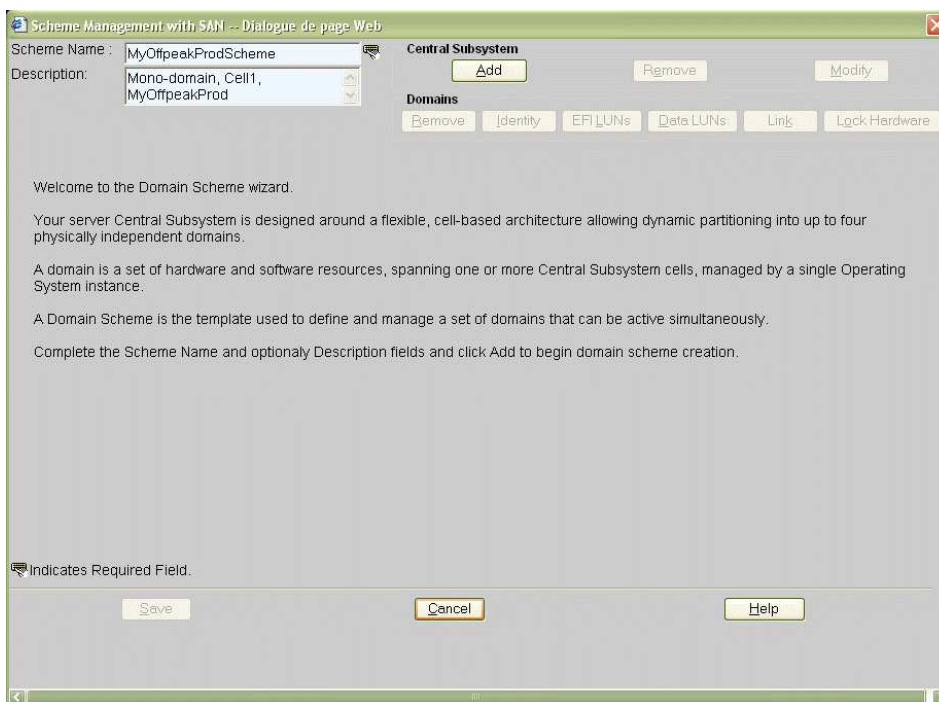 Scheme Management with SAN -- Dialogue de page Web
Scheme Name :
MyOffpeakProdScheme
Description:
Mono-domain, Cell1,
MyOffpeakProd
Central Subsystem
Add
Remove
Modify
Domains
Remove
Identity
EFI LUNs
Data LUNs
Link
Lock Hardware
Welcome to the Domain Scheme wizard.
Your server Central Subsystem is designed around a flexible, cell-based architecture allowing dynamic partitioning into up to four
physically independent domains.
A domain is a set of hardware and software resources, spanning one or more Central Subsystem cells, managed by a single Operating
System instance.
A Domain Scheme is the template used to define and manage a set of domains that can be active simultaneously.
Complete the Scheme Name and optionaly Description fields and click Add to begin domain scheme creation.
Indicates Required Field.
Save
Cancel
Help